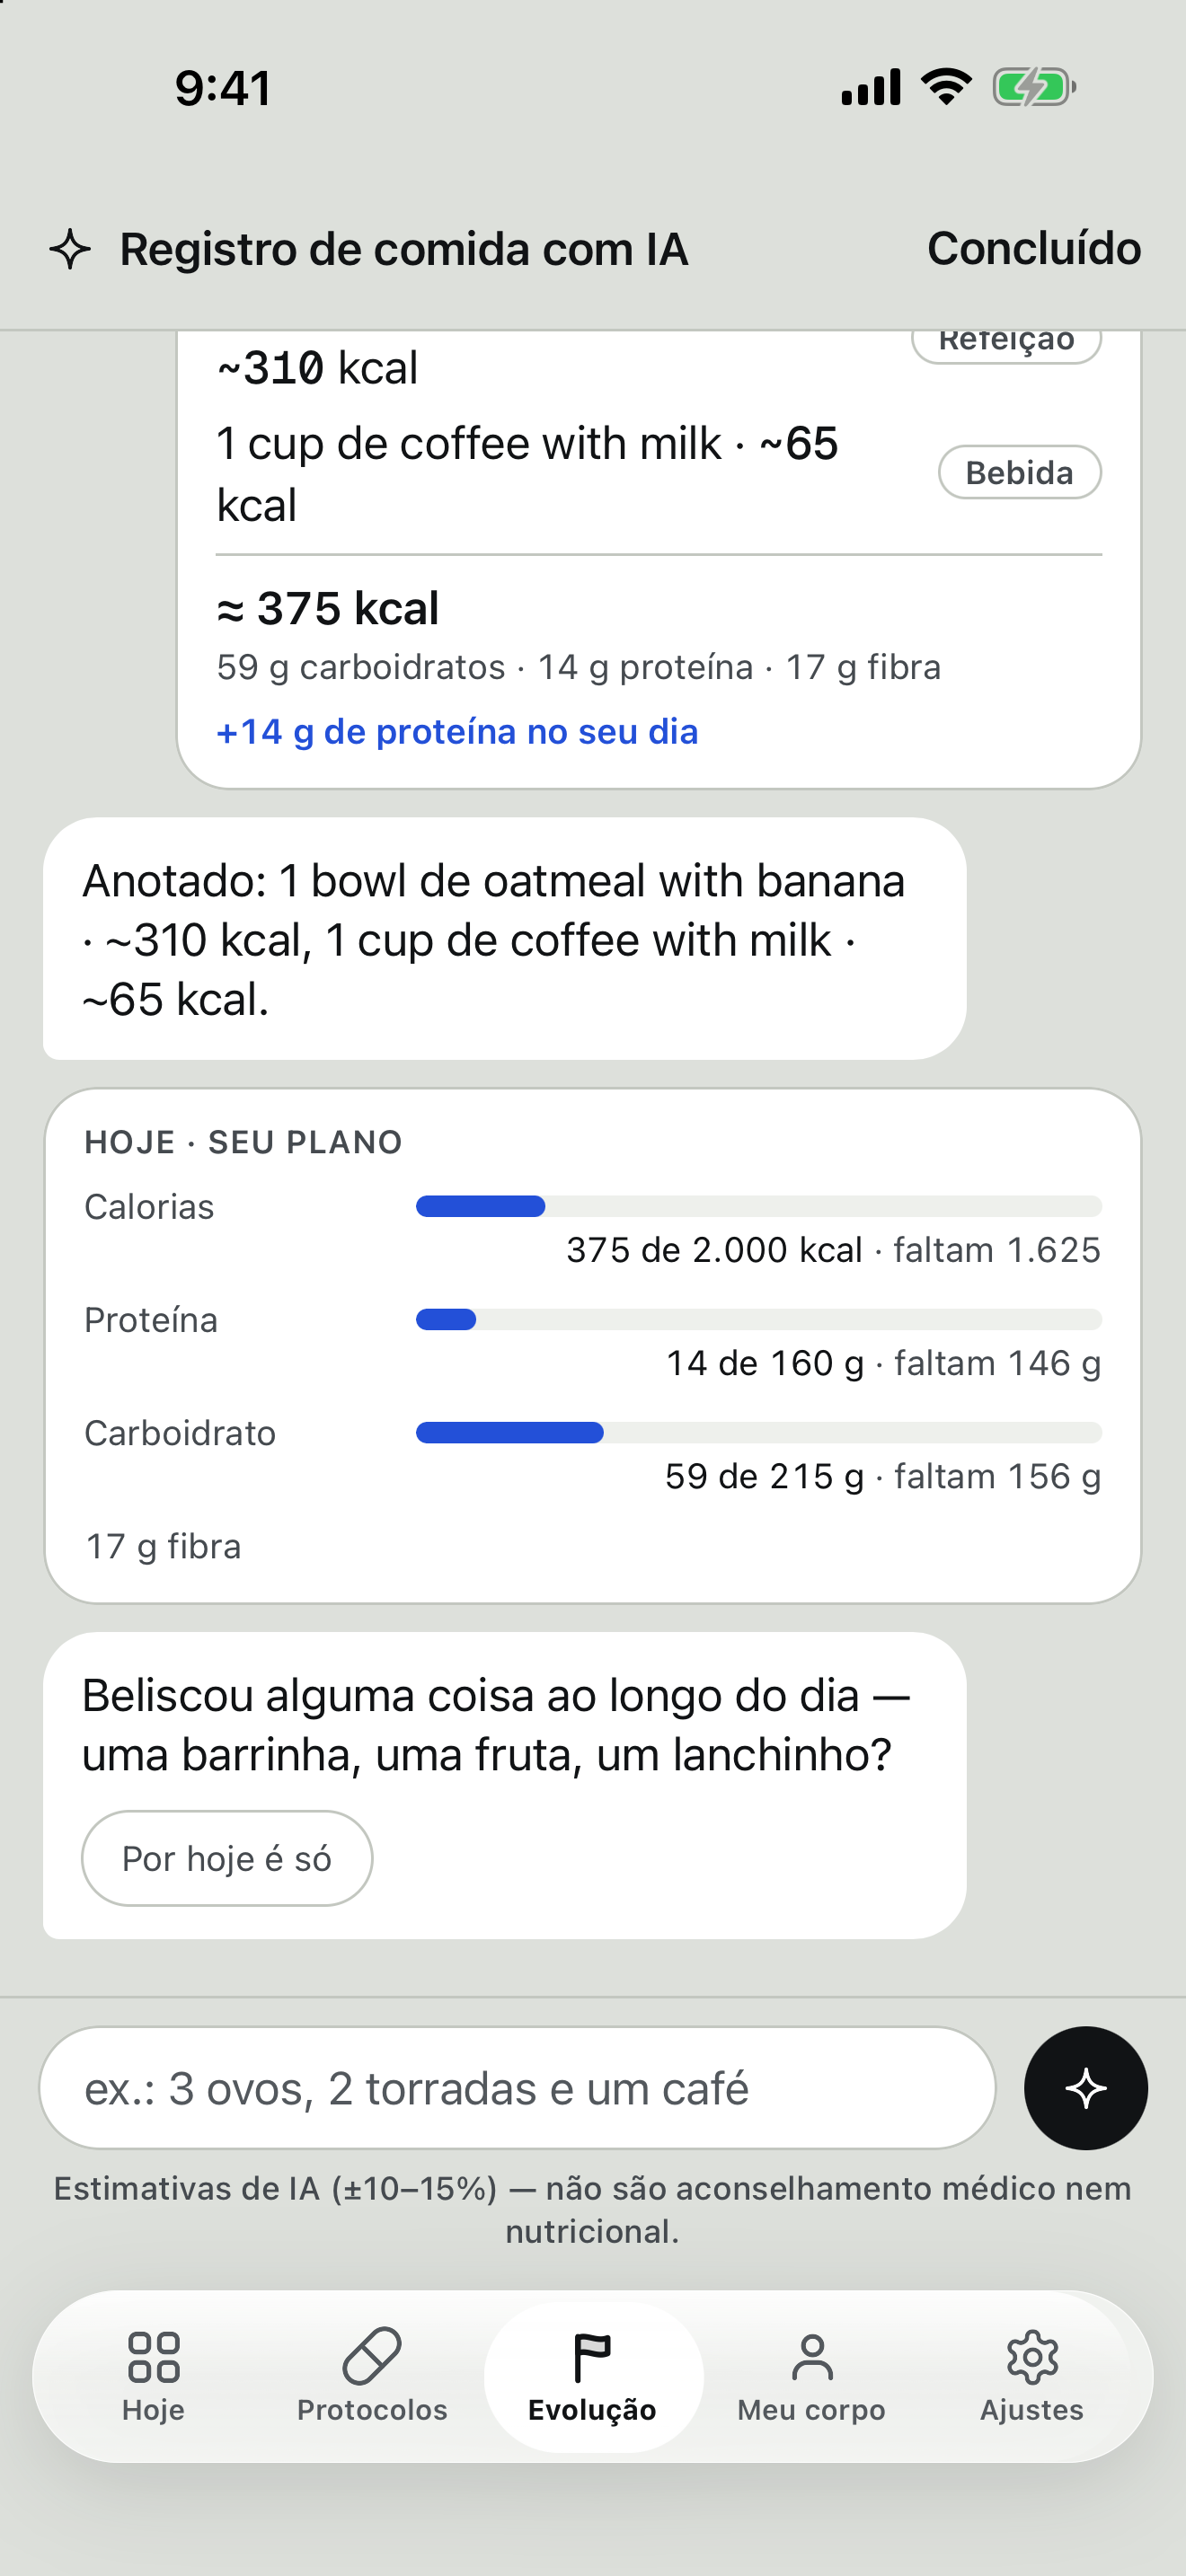 9:41
Registro de comida com IA
Concluído
Refeição
~310 kcal
1 cup de coffee with milk · ~65
kcal
Bebida
≈ 375 kcal
59 g carboidratos · 14 g proteína · 17 g fibra
+14 g de proteína no seu dia
Anotado: 1 bowl de oatmeal with banana
· ~310 kcal, 1 cup de coffee with milk ·
~65 kcal.
HOJE · SEU PLANO
Calorias
375 de 2.000 kcal · faltam 1.625
Proteína
14 de 160 g · faltam 146 g
Carboidrato
59 de 215 g · faltam 156 g
17 g fibra
Beliscou alguma coisa ao longo do dia —
uma barrinha, uma fruta, um lanchinho?
Por hoje é só
ex.: 3 ovos, 2 torradas e um café
Estimativas de IA (±10–15%) — não são aconselhamento médico nem
nutricional.
Hoje
Protocolos
Evolução
Meu corpo
Ajustes